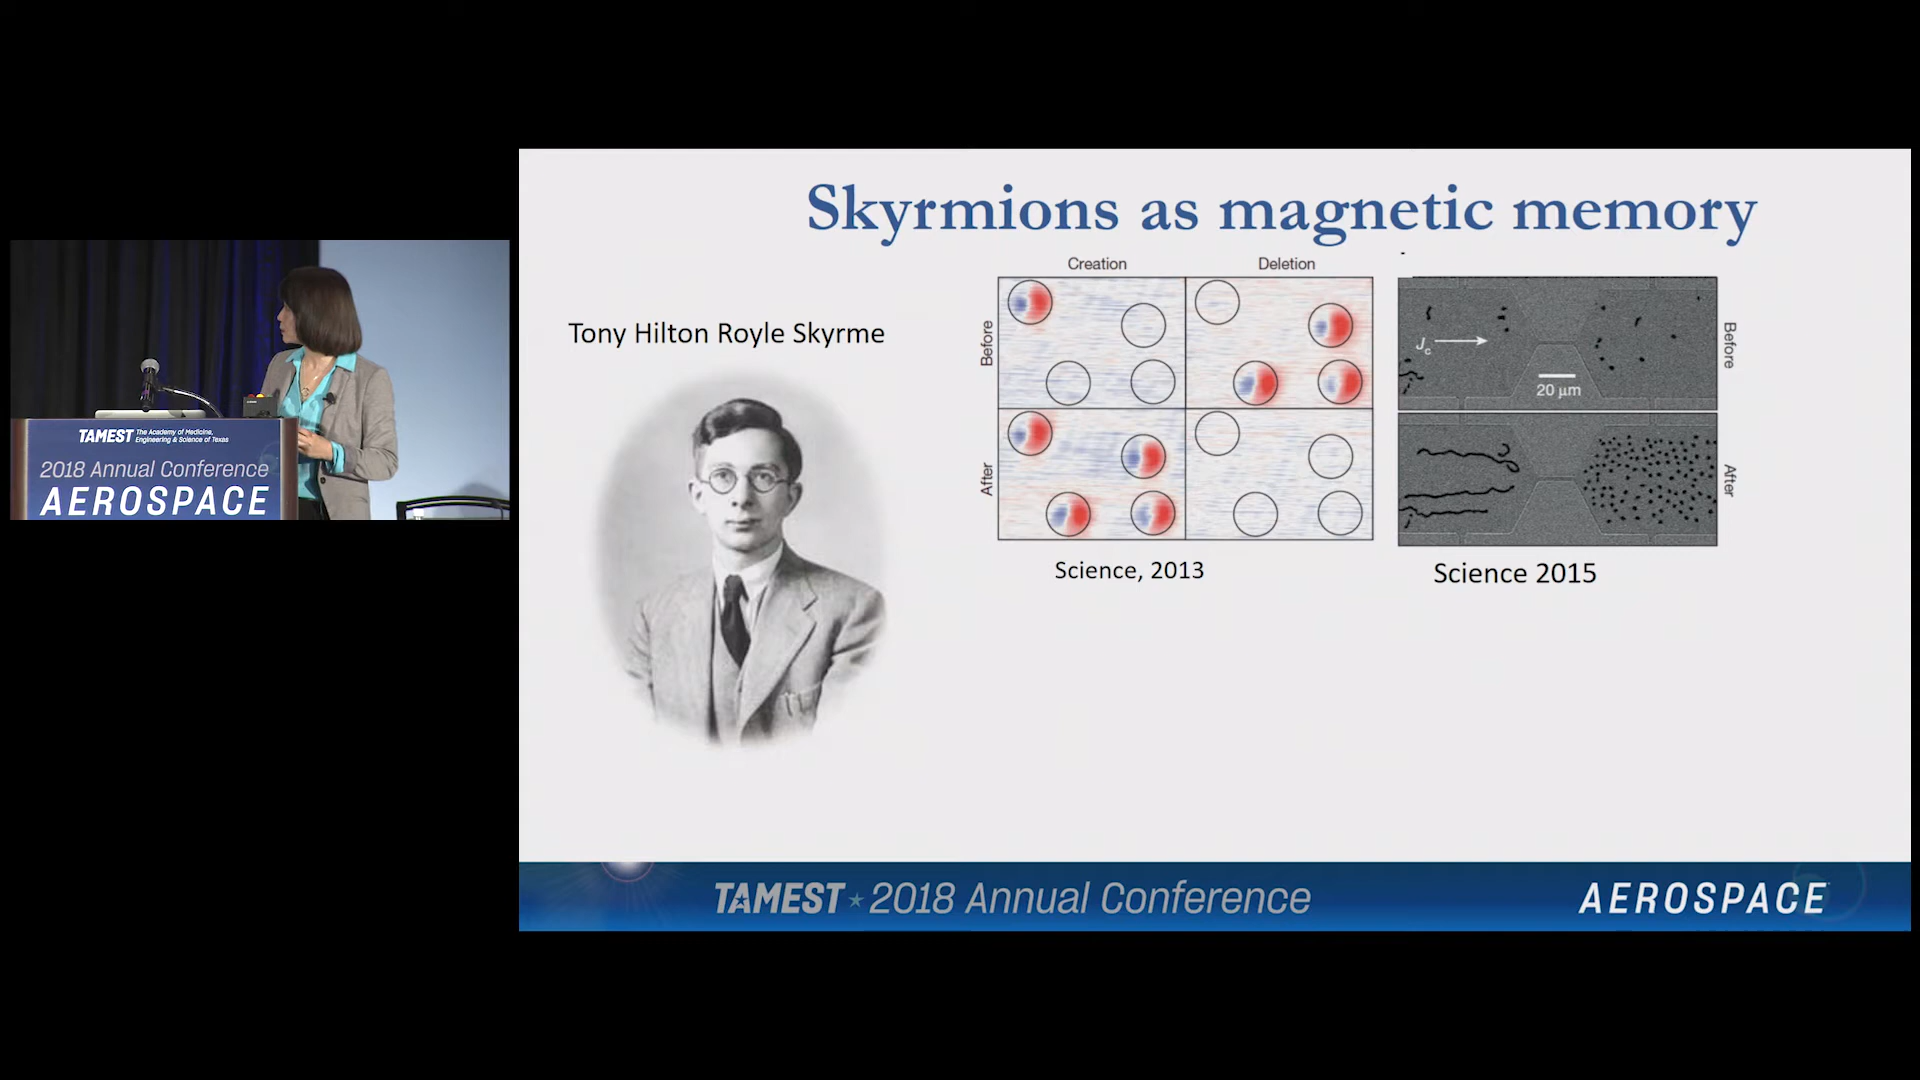 Skyrmions as magnetic memory
Tony Hilton Royle Skyrme
Creation
Deletion
Before
After
Science, 2013
Jc
20 µm
Before
After
Science 2015
TAMEST The Academy of Medicine,
Engineering & Science of Texas
2018 Annual Conference
AEROSPACE
TAMEST 2018 Annual Conference
AEROSPACE